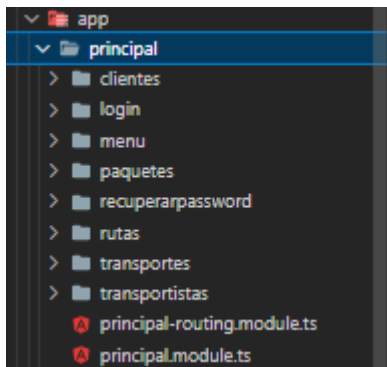 app
principal
clientes
login
menu
paquetes
recuperarpassword
rutas
transportes
transportistas
principal-routing.module.ts
principal.module.ts